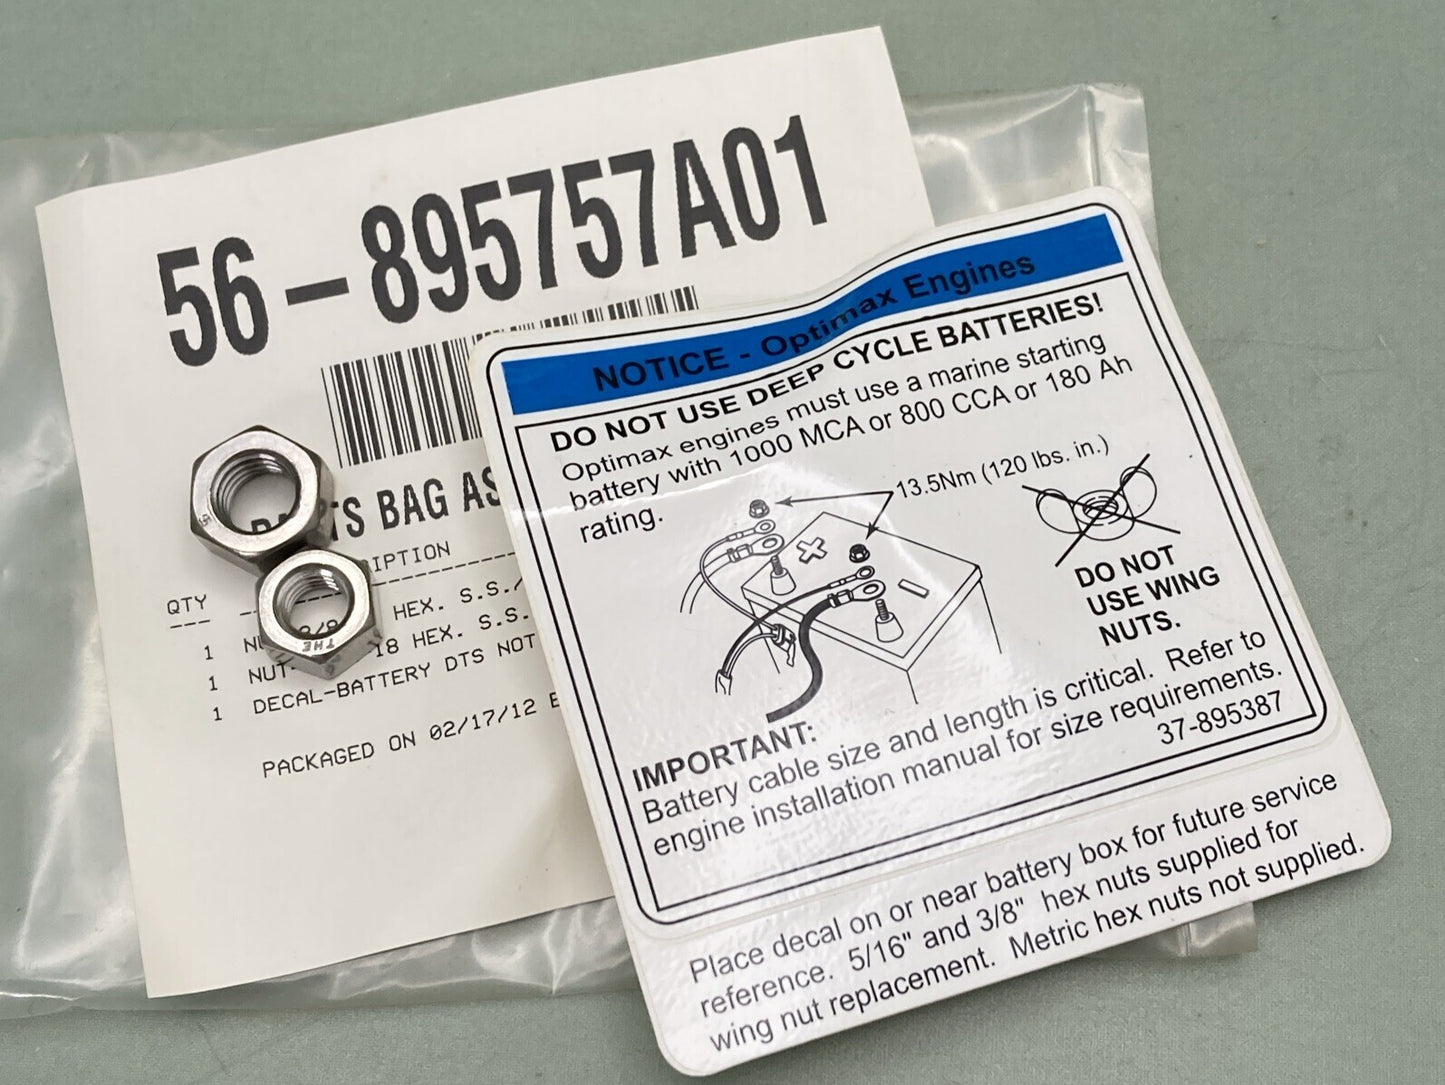 56-895757A01
TS BAG AS
QTY
IPTION
1 HEX. S.S./
1 NUT- 18 HEX. S.S.
1 DECAL-BATTERY DTS NOT
PACKAGED ON 02/17/12
THE
NOTICE - Optimax Engines
DO NOT USE DEEP CYCLE BATTERIES!
Optimax engines must use a marine starting
battery with 1000 MCA or 800 CCA or 180 Ah
rating.
13.5Nm (120 lbs. in.)
DO NOT
USE WING
NUTS.
IMPORTANT:
Battery cable size and length is critical. Refer to
engine installation manual for size requirements.
37-895387
Place decal on or near battery box for future service
reference. 5/16" and 3/8" hex nuts supplied for
wing nut replacement. Metric hex nuts not supplied.